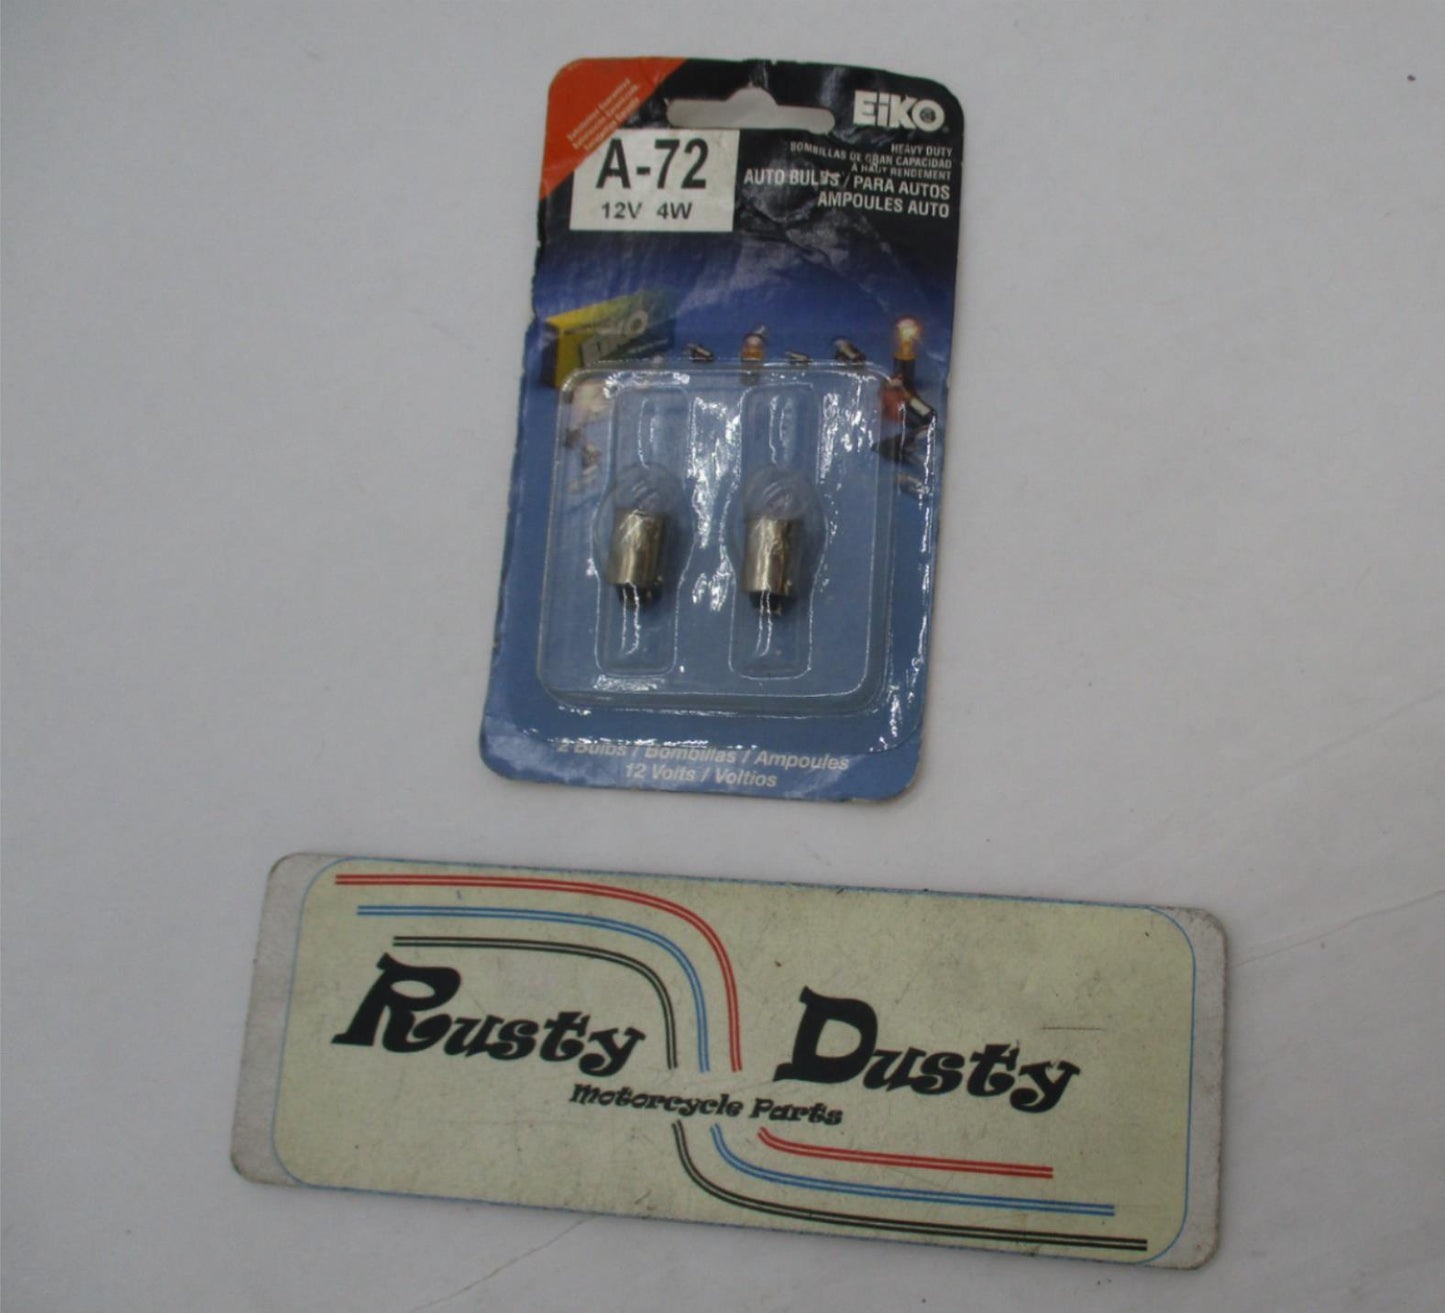 EiKO
A-72
12V 4W
HEAVY DUTY
BOMBILLAS DE GRAN CAPACIDAD
À HAUT RENDEMENT
AUTO BULBS / PARA AUTOS
AMPOULES AUTO
2 Bulbs / Bombillas / Ampoules
12 Volts / Voltios
Rusty Dusty
Motorcycle Parts